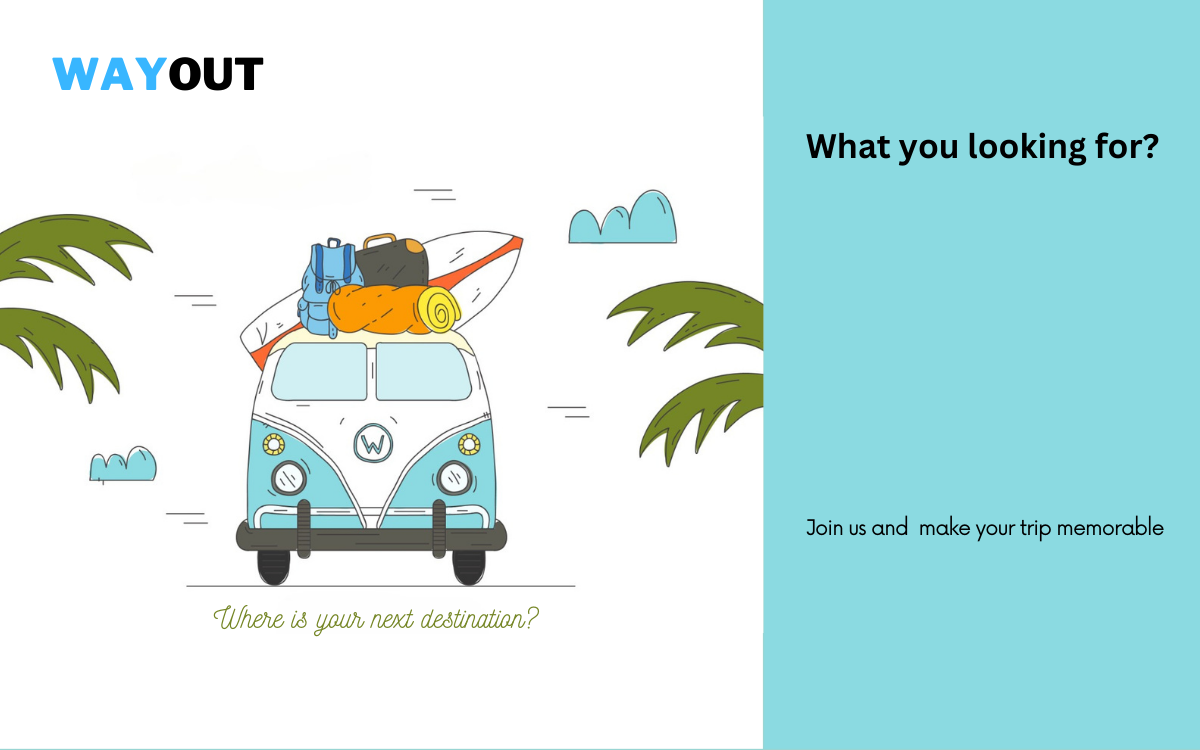 WAYOUT
What you looking for?
W
Join us and  make your trip memorable
Where is your next destination?